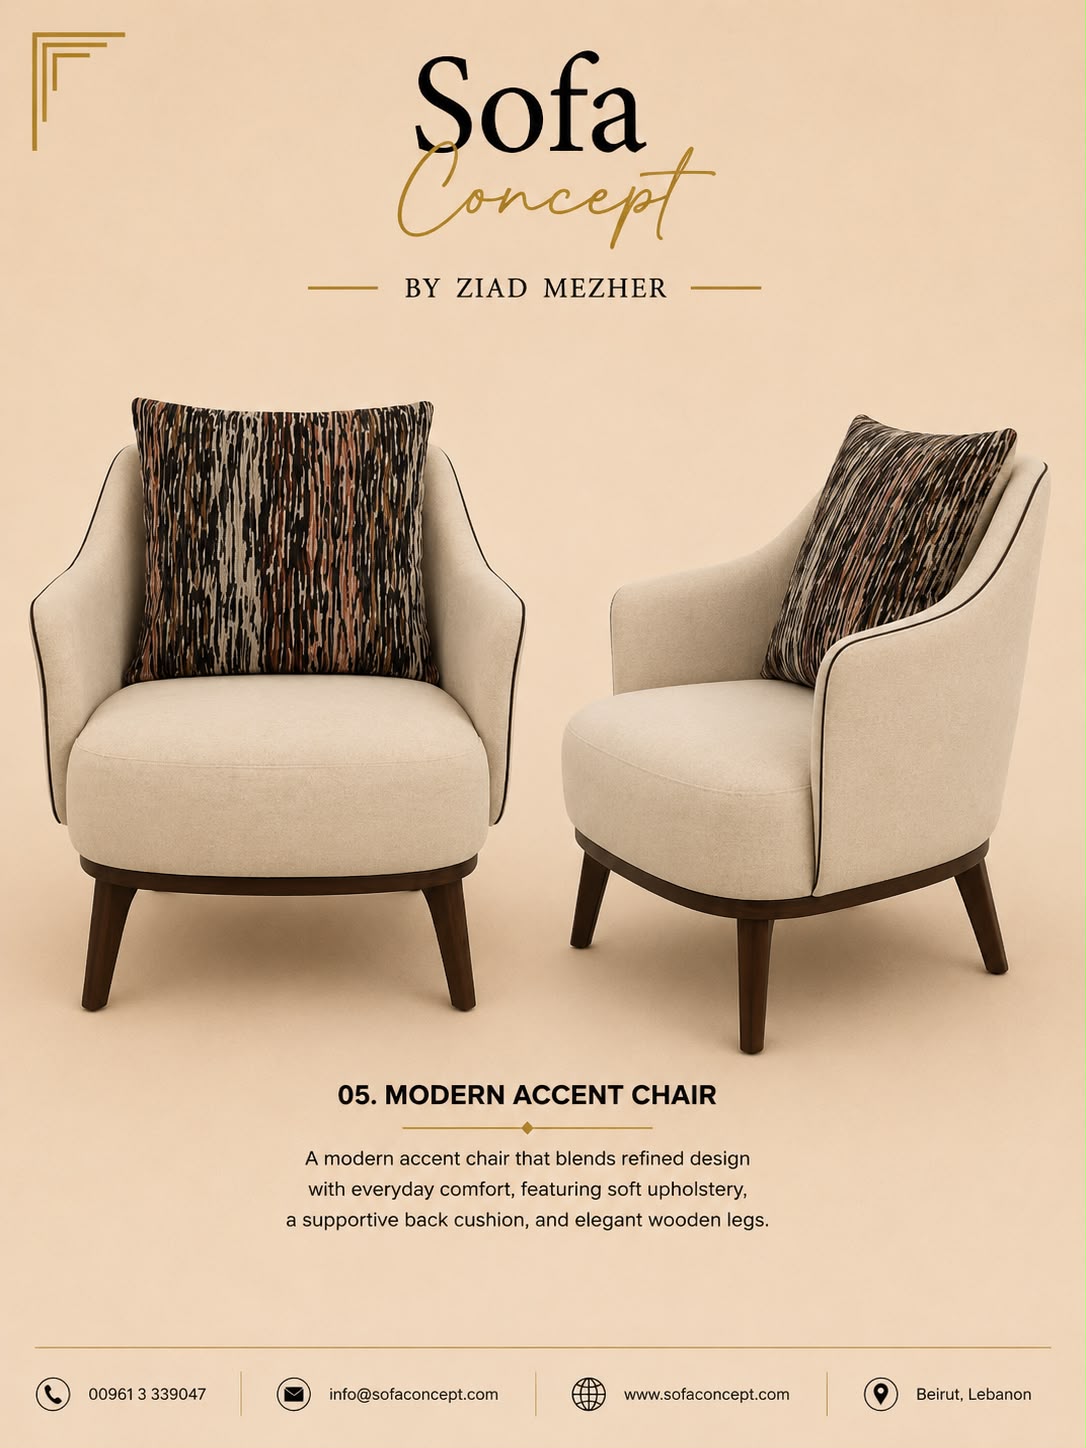 Sofa
Concept
BY ZIAD MEZHER
05. MODERN ACCENT CHAIR
A modern accent chair that blends refined design
with everyday comfort, featuring soft upholstery,
a supportive back cushion, and elegant wooden legs.
00961 3 339047
info@sofaconcept.com
www.sofaconcept.com
Beirut, Lebanon